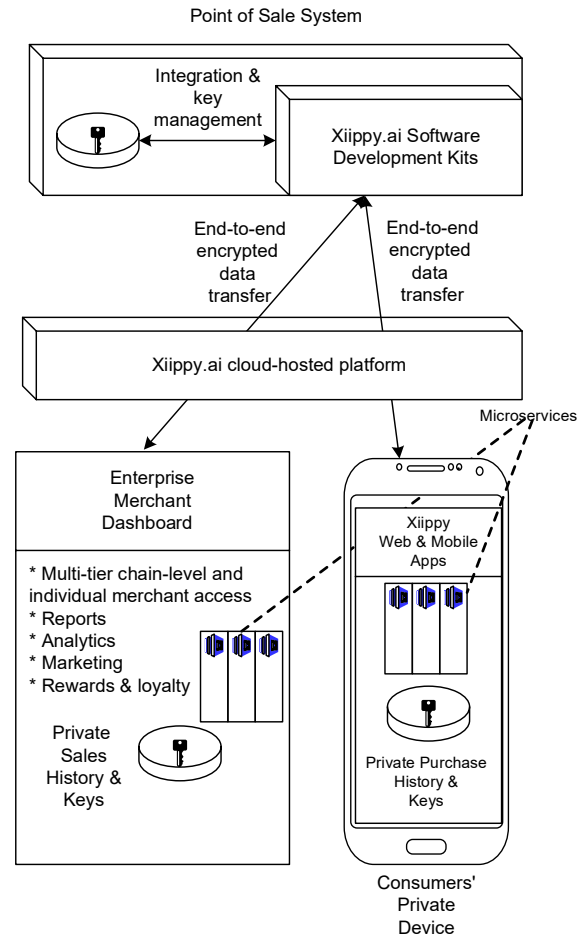 Point of Sale System
Integration &
key
management
Xiippy.ai Software
Development Kits
End-to-end
encrypted
data
transfer
End-to-end
encrypted
data
transfer
Xiippy.ai cloud-hosted platform
Microservices
Enterprise
Merchant
Dashboard
* Multi-tier chain-level and
individual merchant access
* Reports
* Analytics
* Marketing
* Rewards & loyalty
Private
Sales
History &
Keys
Xiippy
Web & Mobile
Apps
Private Purchase
History &
Keys
Consumers'
Private
Device